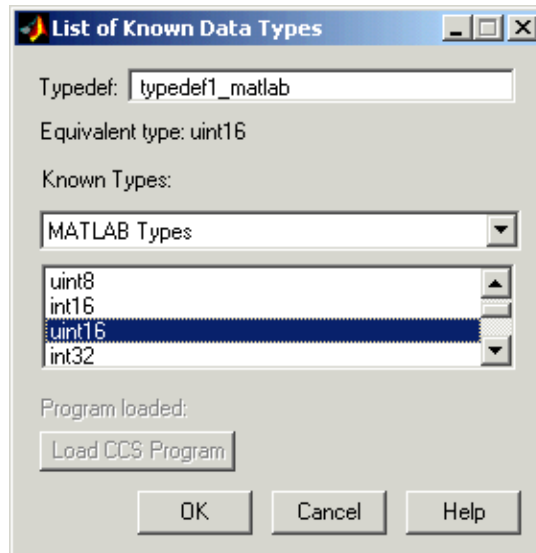 List of Known Data Types
Typedef: typedef1_matlab
Equivalent type: uint16
Known Types:
MATLAB Types
uint8
int16
uint16
int32
Program loaded:
Load CCS Program
OK Cancel Help